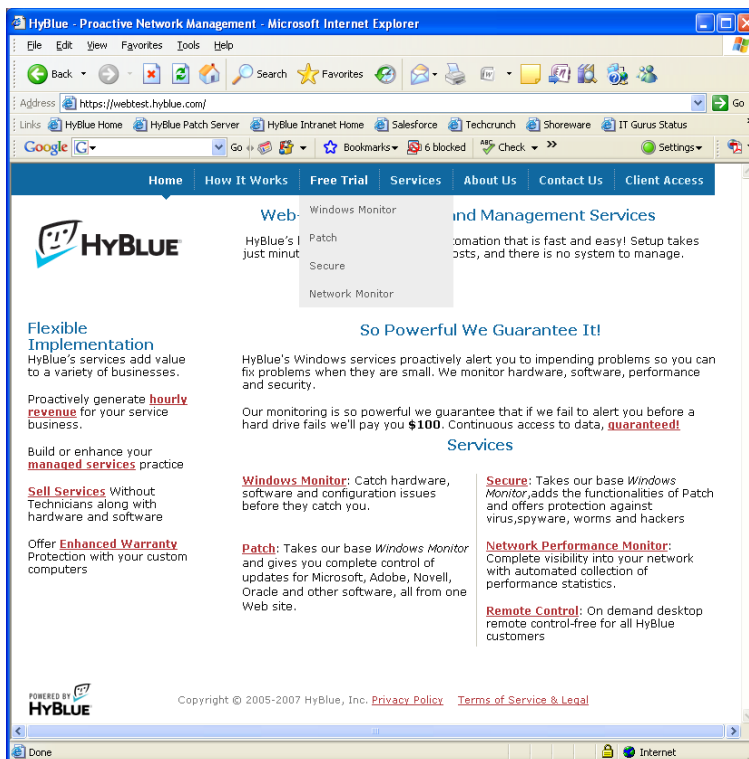 HyBlue - Proactive Network Management - Microsoft Internet Explorer
File Edit View Favorites Tools Help
Back Search Favorites
Address https://webtest.hyblue.com/ Go
Links HyBlue Home HyBlue Patch Server HyBlue Intranet Home Salesforce Techcrunch Shoreware IT Gurus Status
Google G Go Bookmarks 6 blocked ABC Check Settings
Home How It Works Free Trial Services About Us Contact Us Client Access
Windows Monitor
Patch
Secure
Network Monitor
HYBLUE
Web- nd Management Services
HyBlue's omation that is fast and easy! Setup takes
just minut osts, and there is no system to manage.
Flexible
Implementation
HyBlue's services add value
to a variety of businesses.
Proactively generate hourly
revenue for your service
business.
Build or enhance your
managed services practice
Sell Services Without
Technicians along with
hardware and software
Offer Enhanced Warranty
Protection with your custom
computers
So Powerful We Guarantee It!
HyBlue's Windows services proactively alert you to impending problems so you can
fix problems when they are small. We monitor hardware, software, performance
and security.
Our monitoring is so powerful we guarantee that if we fail to alert you before a
hard drive fails we'll pay you $100. Continuous access to data, guaranteed!
Services
Windows Monitor: Catch hardware,
software and configuration issues
before they catch you.
Patch: Takes our base Windows Monitor
and gives you complete control of
updates for Microsoft, Adobe, Novell,
Oracle and other software, all from one
Web site.
Secure: Takes our base Windows
Monitor,adds the functionalities of Patch
and offers protection against
virus,spyware, worms and hackers
Network Performance Monitor:
Complete visibility into your network
with automated collection of
performance statistics.
Remote Control: On demand desktop
remote control-free for all HyBlue
customers
POWERED BY
HYBLUE
Copyright © 2005-2007 HyBlue, Inc. Privacy Policy Terms of Service & Legal
Done Internet